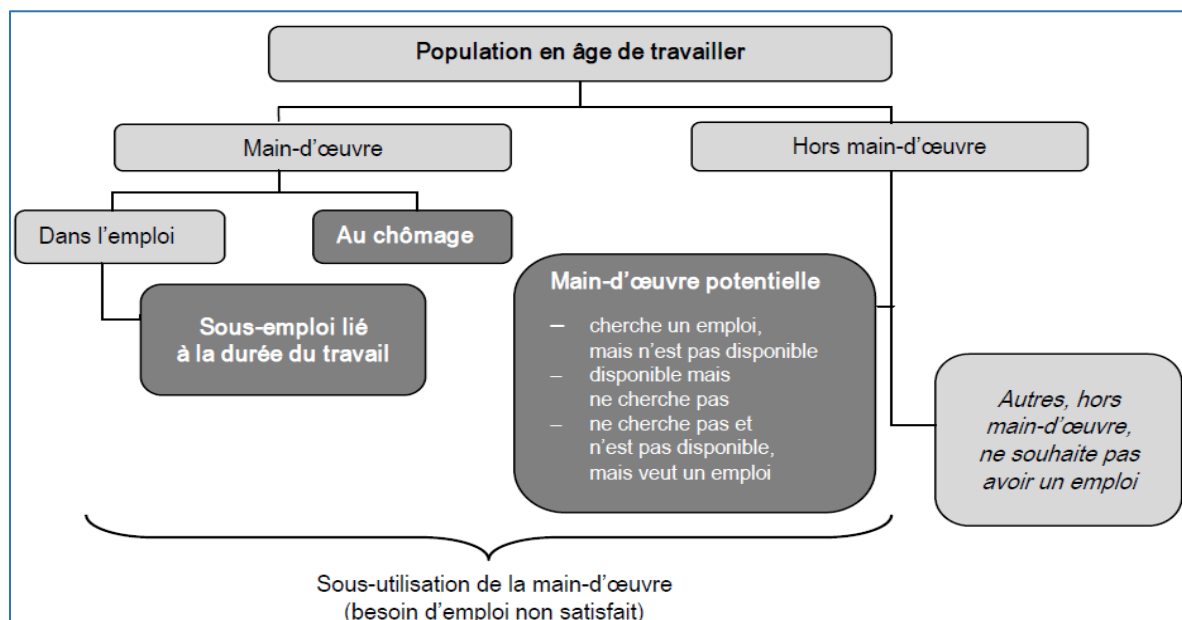 Population en âge de travailler
Main-d'œuvre
Hors main-d'œuvre
Dans l'emploi
Au chômage
Sous-emploi lié
à la durée du travail
Main-d'œuvre potentielle
– cherche un emploi,
mais n'est pas disponible
– disponible mais
ne cherche pas
– ne cherche pas et
n'est pas disponible,
mais veut un emploi
Autres, hors
main-d'œuvre,
ne souhaite pas
avoir un emploi
Sous-utilisation de la main-d'œuvre
(besoin d'emploi non satisfait)